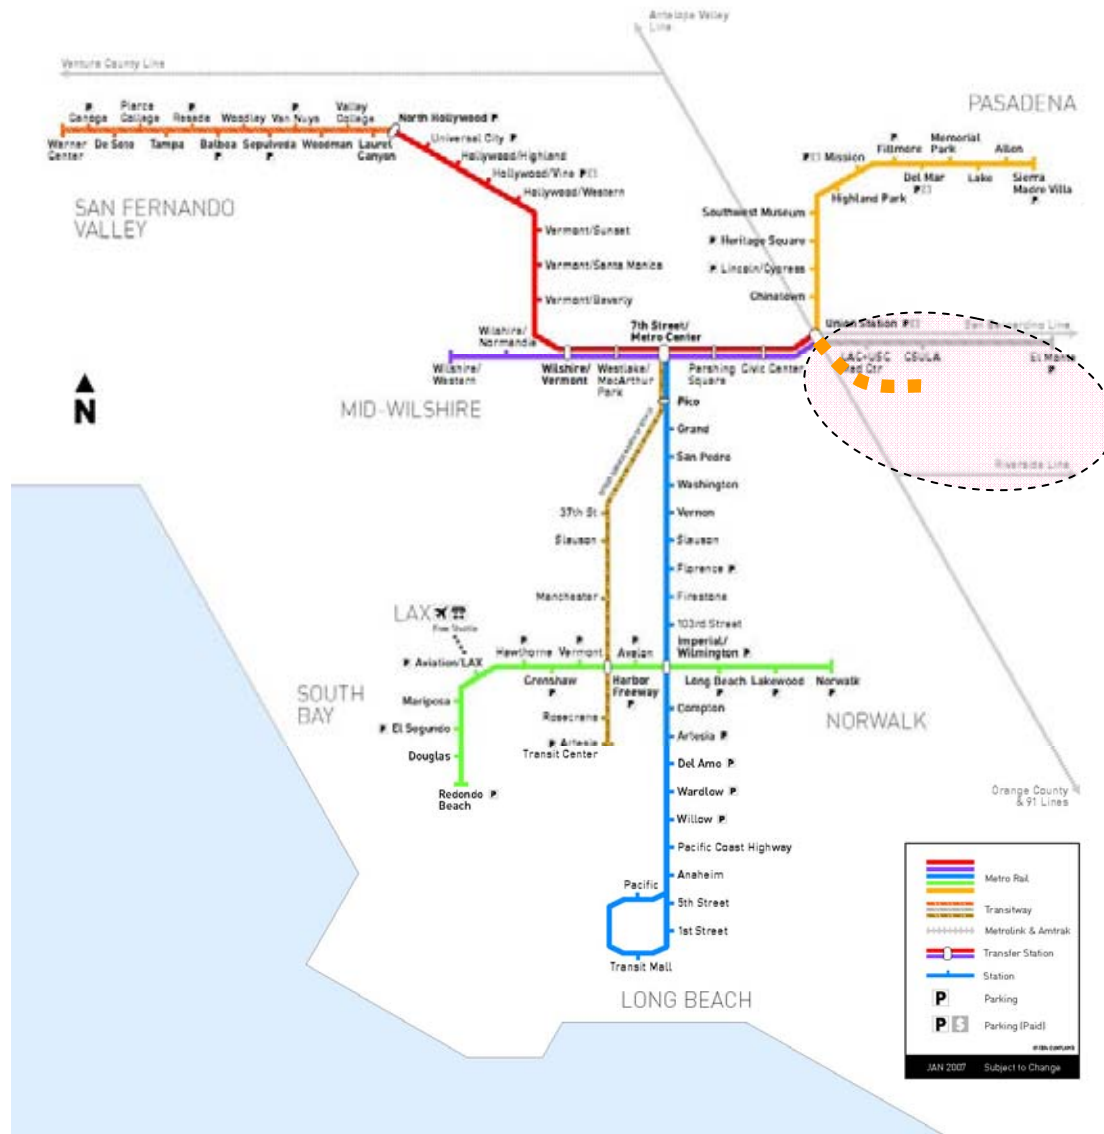 Antelope Valley
Line
Ventura County Line
PASADENA
Canoga
Pierce
College
Reseda
Woodley
Van Nuys
Valley
College
North Hollywood P
Warner
Center
De Soto
Tampa
Balboa
P
Sepulveda
P
Woodman
Laurel
Canyon
Universal City P
Hollywood/Highland
Hollywood/Vine P
Hollywood/Western
P
Fillmore
Memorial
Park
Allen
P Mission
Highland Park
Del Mar
P
Lake
Sierra
Madre Villa
P
SAN FERNANDO
VALLEY
Southwest Museum
Vermont/Sunset
P Heritage Square
Vermont/Santa Monica
P Lincoln/Cypress
Vermont/Beverly
Chinatown
Union Station P
San Bernardino Line
Wilshire/
Normandie
7th Street/
Metro Center
Wilshire/
Western
Wilshire/
Vermont
Westlake/
MacArthur
Park
Pershing
Square
Civic Center
LAC+USC
Med Ctr
CSULA
El Monte
P
N
MID-WILSHIRE
Pico
Grand
San Pedro
Riverside Line
Washington
37th St
Vernon
Slauson
Slauson
Florence P
Manchester
Firestone
LAX
Free Shuttle
103rd Street
P
Hawthorne
P
Vermont
P
Avalon
Imperial/
Wilmington P
P Aviation/LAX
Crenshaw
P
Harbor
Freeway
P
Long Beach
P
Lakewood
P
Norwalk
P
SOUTH
BAY
Mariposa
Rosecrans
Compton
NORWALK
P El Segundo
P Artesia
Transit Center
Artesia P
Douglas
Del Amo P
Redondo P
Beach
Wardlow P
Orange County
& 91 Lines
Willow P
Pacific Coast Highway
Pacific
Anaheim
5th Street
1st Street
Transit Mall
LONG BEACH
Metro Rail
Transitway
Metrolink & Amtrak
Transfer Station
Station
P Parking
P $ Parking (Paid)
JAN 2007 Subject to Change